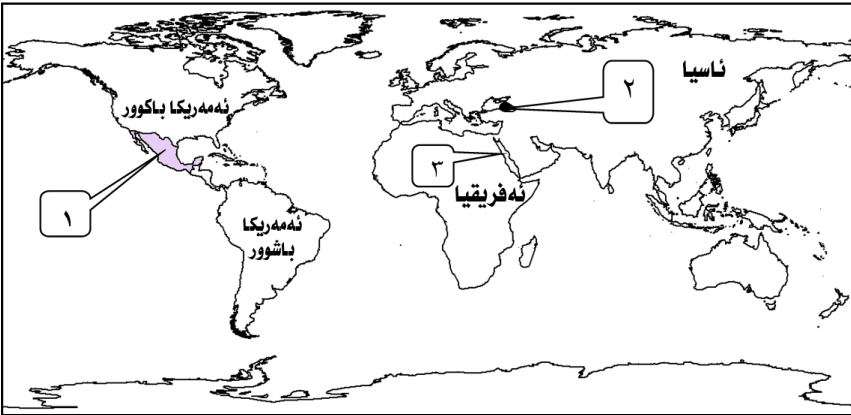 ئاسیا
٢
ئەمەریکا باکوور
٣
ئەفریقیا
١
ئەمەریکا
باشوور